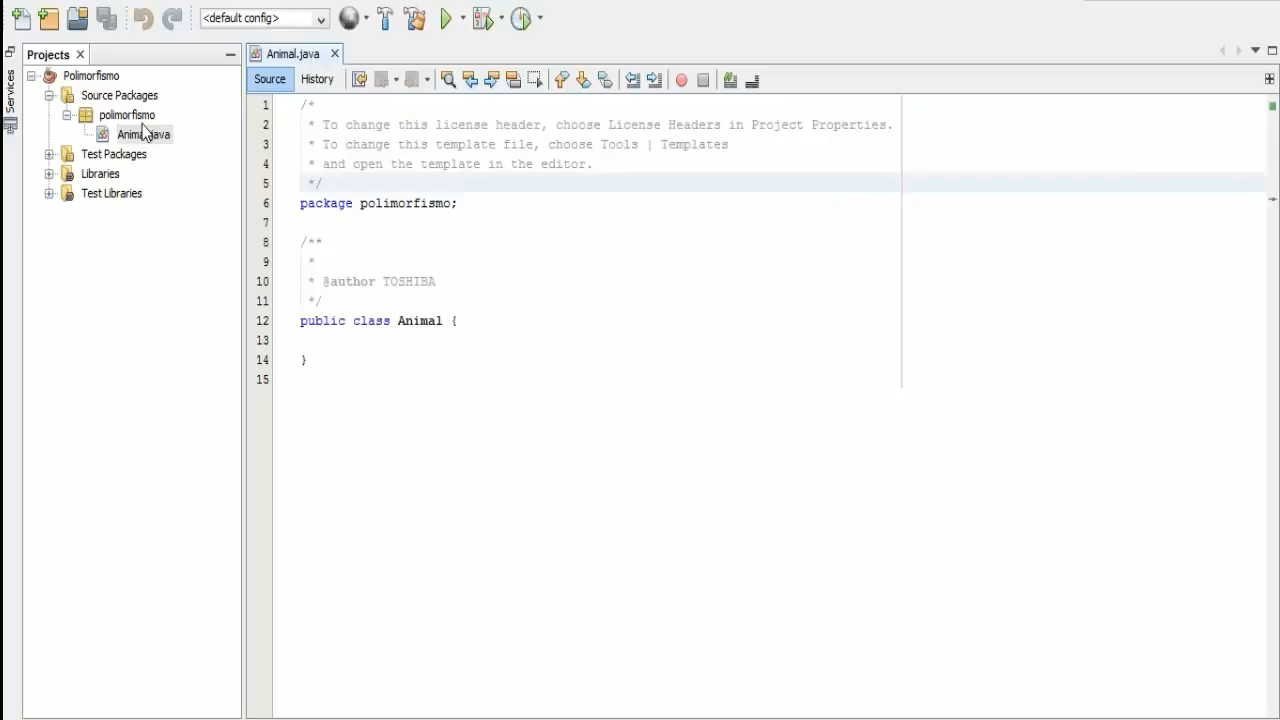 <default config>
Projects
Services
Polimorfismo
Source Packages
polimorfismo
Animal.java
Test Packages
Libraries
Test Libraries
Animal.java
Source
History
1 /*
2 * To change this license header, choose License Headers in Project Properties.
3 * To change this template file, choose Tools | Templates
4 * and open the template in the editor.
5 */
6 package polimorfismo;
7
8 /**
9 *
10 * @author TOSHIBA
11 */
12 public class Animal {
13
14 }
15